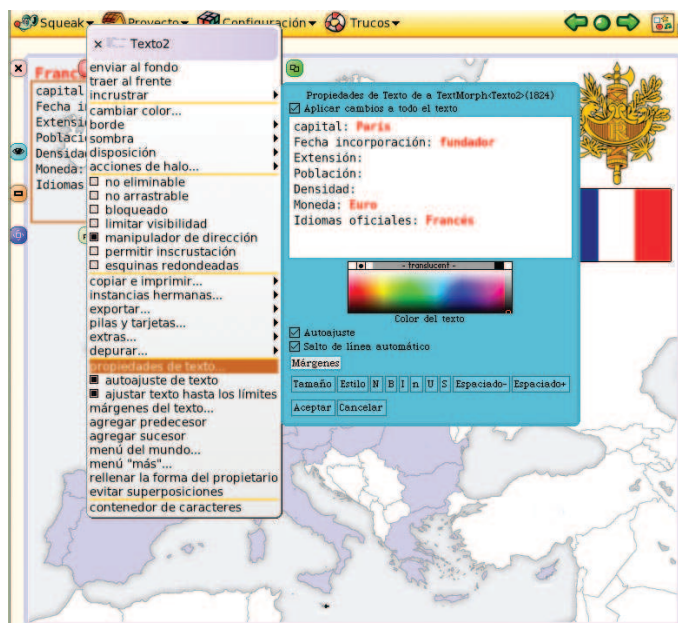 Squeak Proyecto Configuración Trucos
× Texto2
enviar al fondo
traer al frente
incrustrar
cambiar color...
borde
sombra
disposición
acciones de halo...
no eliminable
no arrastrable
bloqueado
limitar visibilidad
manipulador de dirección
permitir inscrustación
esquinas redondeadas
copiar e imprimir...
instancias hermanas...
exportar...
pilas y tarjetas...
extras...
depurar...
propiedades de texto...
autoajuste de texto
ajustar texto hasta los límites
márgenes del texto...
agregar predecesor
agregar sucesor
menú del mundo...
menú "más"...
rellenar la forma del propietario
evitar superposiciones
contenedor de caracteres
Franc
capital
Fecha i
Extensi
Poblaci
Densidad
Moneda:
Idiomas
Propiedades de Texto de a TextMorph<Texto2>(1824)
Aplicar cambios a todo el texto
capital: París
Fecha incorporación: fundador
Extensión:
Población:
Densidad:
Moneda: Euro
Idiomas oficiales: Francés
- translucent -
Color del texto
Autoajuste
Salto de línea automático
Márgenes
Tamaño Estilo N B I n U S Espaciado- Espaciado+
Aceptar Cancelar